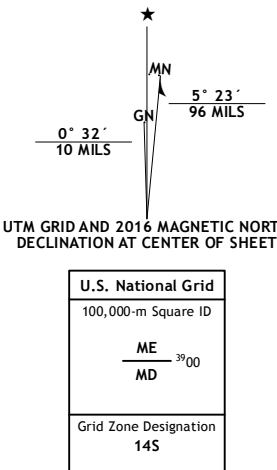 ★
MN
GN
5° 23´
96 MILS
0° 32´
10 MILS
UTM GRID AND 2016 MAGNETIC NORT
DECLINATION AT CENTER OF SHEET
U.S. National Grid
100,000-m Square ID
ME
3900
MD
Grid Zone Designation
14S